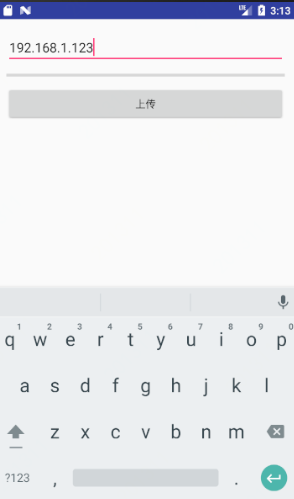 3:13
192.168.1.123
上传
1 2 3 4 5 6 7 8 9 0
q w e r t y u i o p
a s d f g h j k l
z x c v b n m
?123 , .